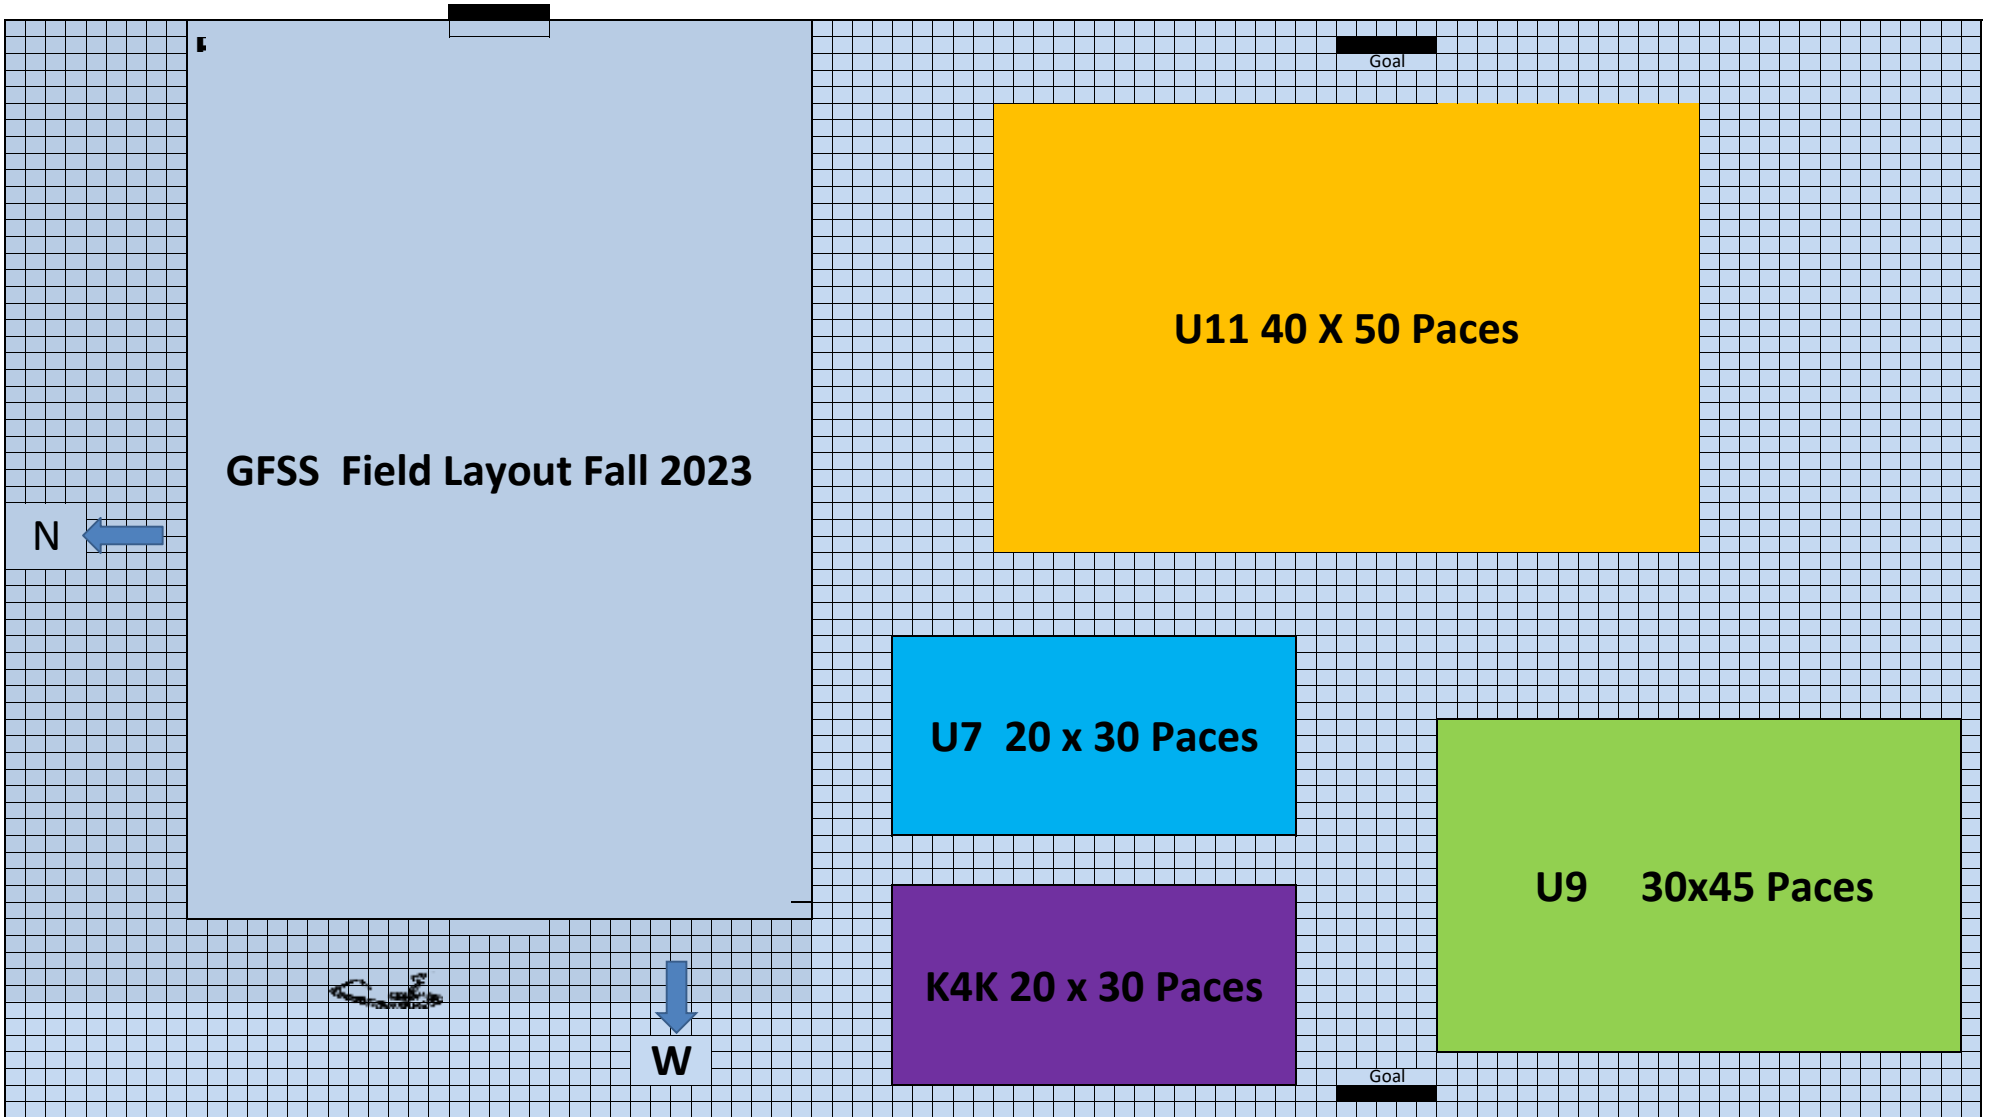 Goal
U11 40 X 50 Paces
GFSS  Field Layout Fall 2023
N
U7  20 x 30 Paces
U9     30x45 Paces
K4K 20 x 30 Paces
W
Goal